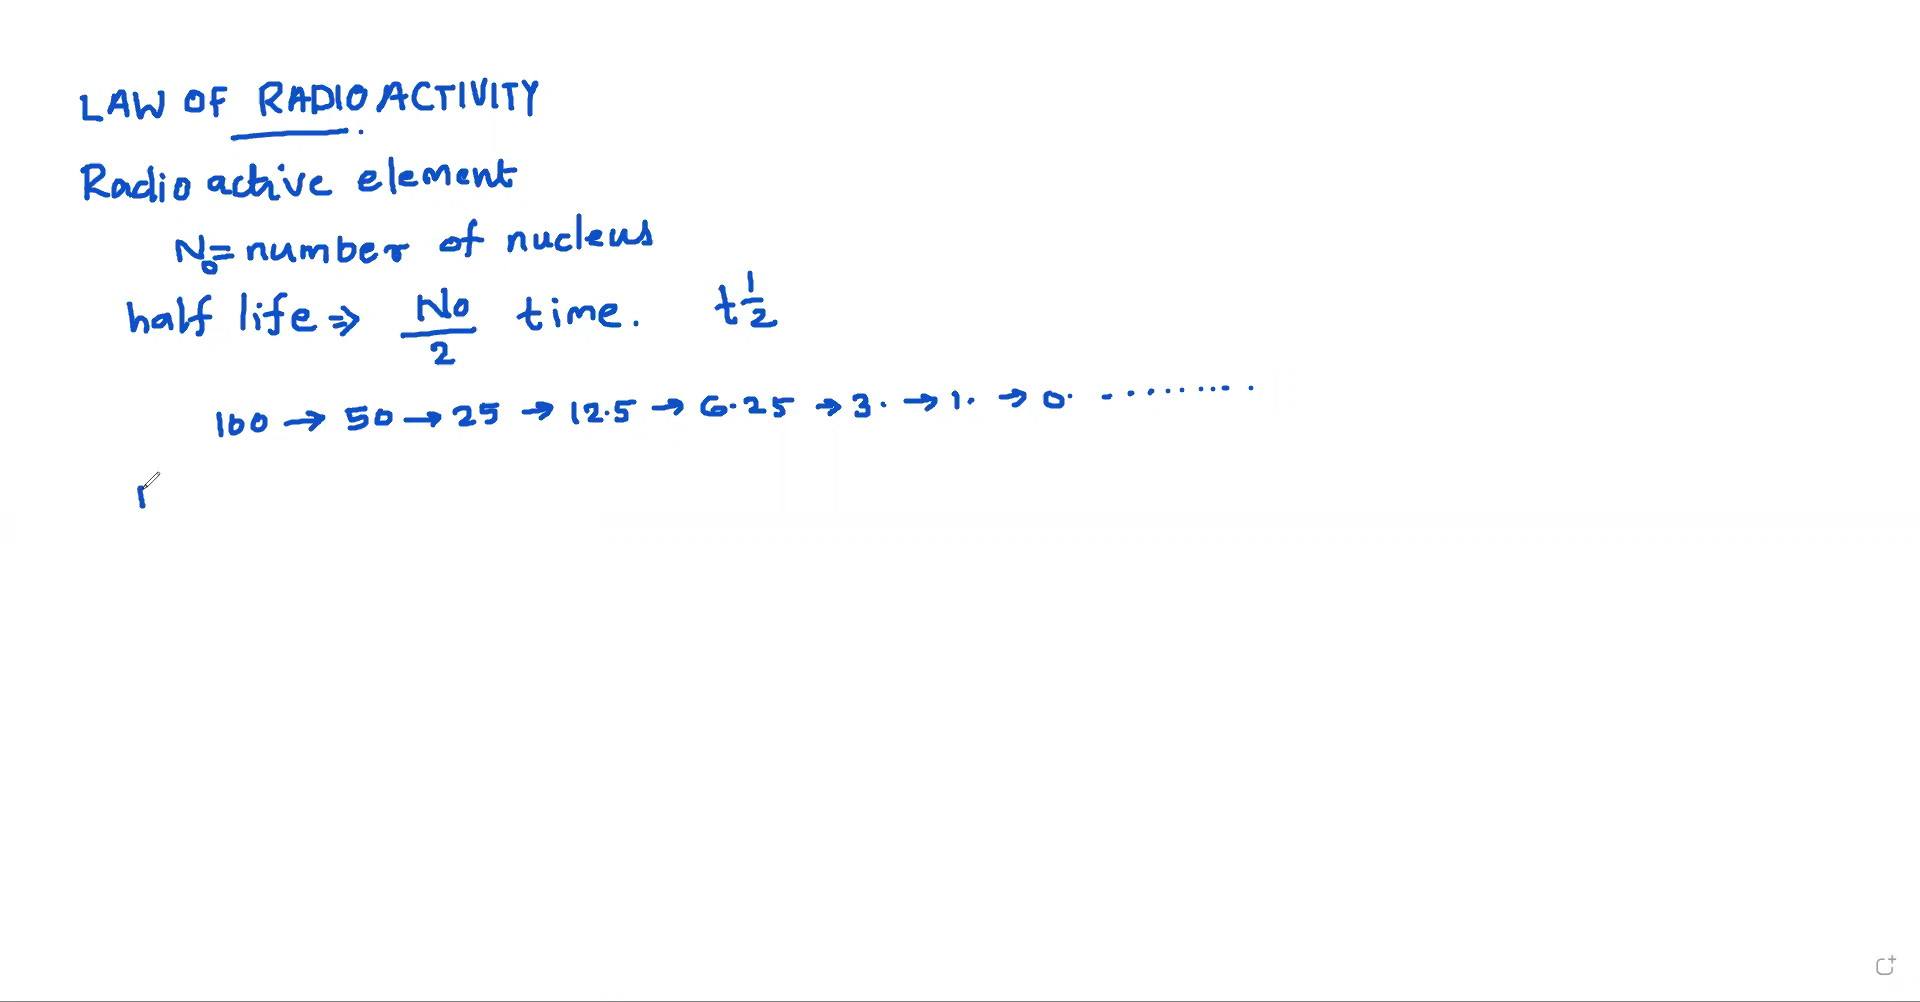 LAW OF RADIOACTIVITY
Radio active element
N₀= number of nucleus
half life ⇒ N₀/2 time. t½
100 → 50 → 25 → 12.5 → 6.25 → 3. → 1. → 0. ...........